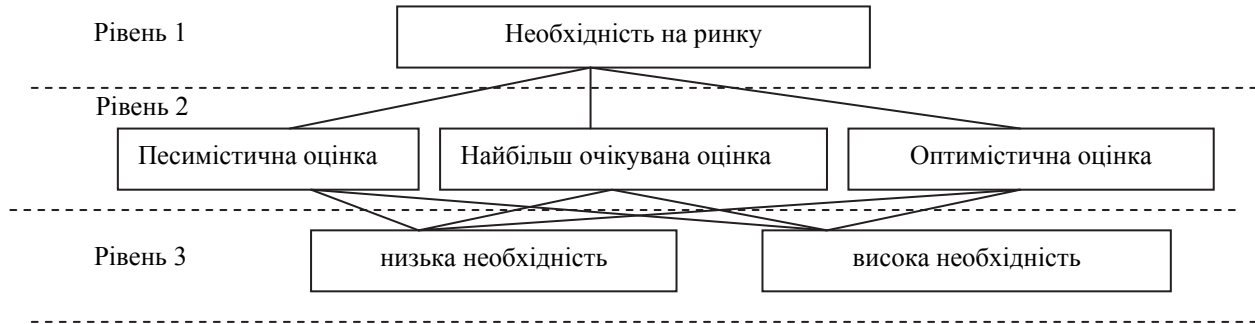 Рівень 1
Необхідність на ринку
Рівень 2
Песимістична оцінка
Найбільш очікувана оцінка
Оптимістична оцінка
Рівень 3
низька необхідність
висока необхідність